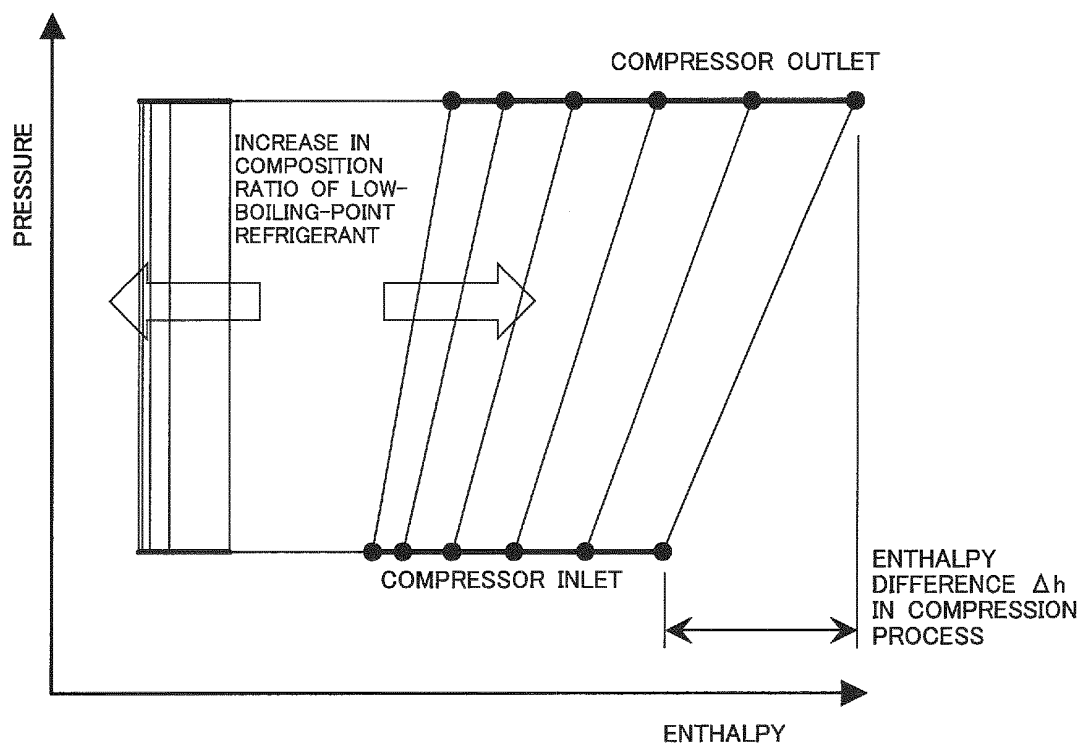 COMPRESSOR OUTLET
PRESSURE
INCREASE IN
COMPOSITION
RATIO OF LOW-
BOILING-POINT
REFRIGERANT
COMPRESSOR INLET
ENTHALPY
DIFFERENCE Δh
IN COMPRESSION
PROCESS
ENTHALPY